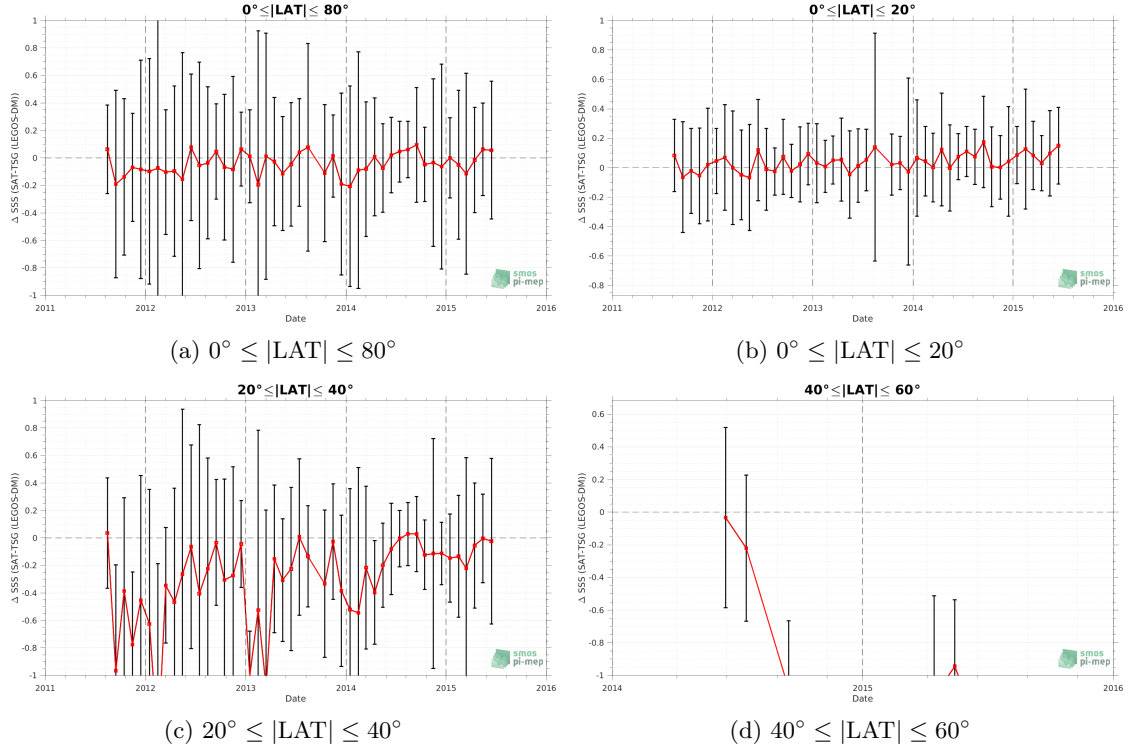 0°≤|LAT|≤ 80°
1
0.8
0.6
0.4
0.2
0
-0.2
-0.4
-0.6
-0.8
-1
Δ SSS (SAT-TSG (LEGOS-DM))
2011
2012
2013
2014
2015
2016
Date
smos
pi-mep
(a) 0° ≤ |LAT| ≤ 80°
0°≤|LAT|≤ 20°
1
0.8
0.6
0.4
0.2
0
-0.2
-0.4
-0.6
-0.8
Δ SSS (SAT-TSG (LEGOS-DM))
2011
2012
2013
2014
2015
2016
Date
smos
pi-mep
(b) 0° ≤ |LAT| ≤ 20°
20°≤|LAT|≤ 40°
1
0.8
0.6
0.4
0.2
0
-0.2
-0.4
-0.6
-0.8
-1
Δ SSS (SAT-TSG (LEGOS-DM))
2011
2012
2013
2014
2015
2016
Date
smos
pi-mep
(c) 20° ≤ |LAT| ≤ 40°
40°≤|LAT|≤ 60°
0.6
0.4
0.2
0
-0.2
-0.4
-0.6
-0.8
-1
Δ SSS (SAT-TSG (LEGOS-DM))
2014
2015
2016
Date
smos
pi-mep
(d) 40° ≤ |LAT| ≤ 60°